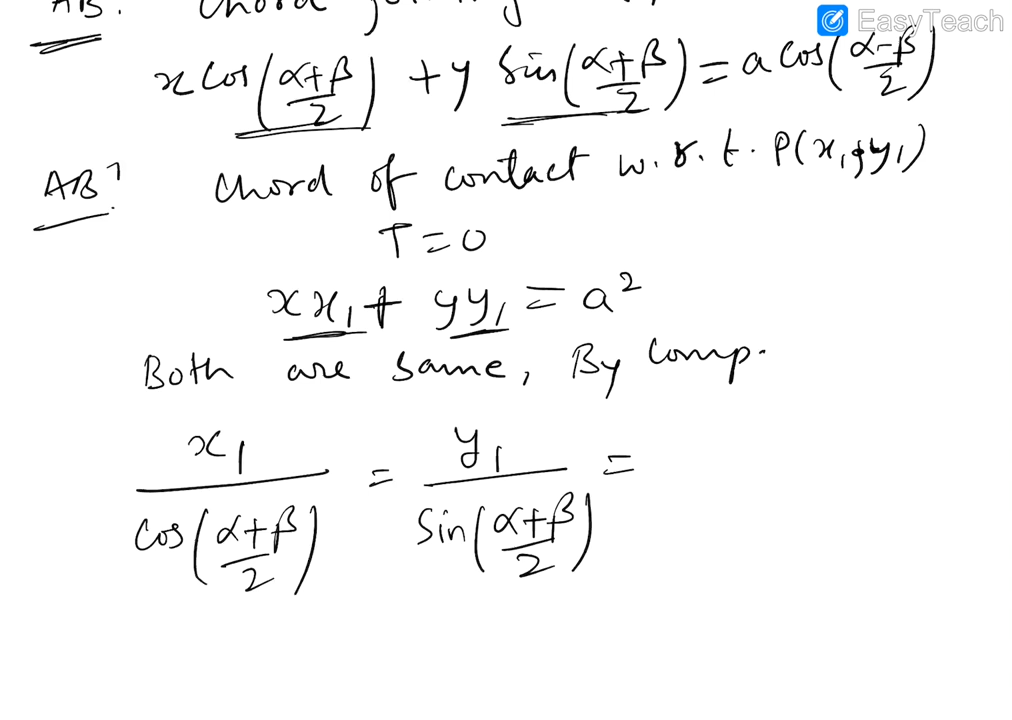 AB: chord joining
EasyTeach
x cos(α+β/2) + y sin(α+β/2) = a cos(α-β/2)
AB? chord of contact w.r.t. P(x₁,y₁)
T=0
xx₁ + yy₁ = a²
Both are same, By comp.
x₁/cos(α+β/2) = y₁/sin(α+β/2) =